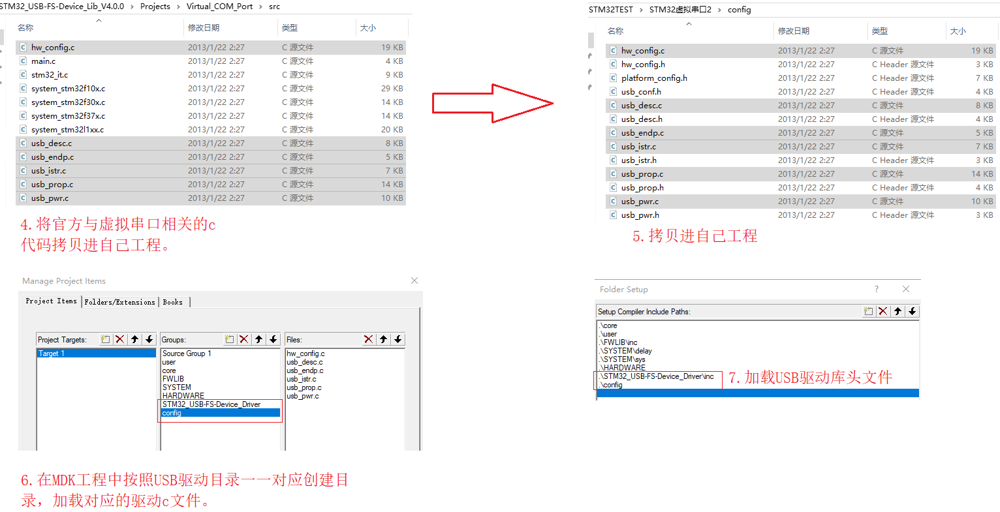 STM32_USB-FS-Device_Lib_V4.0.0 › Projects › Virtual_COM_Port › src
名称 修改日期 类型 大小
hw_config.c 2013/1/22 2:27 C 源文件 19 KB
main.c 2013/1/22 2:27 C 源文件 4 KB
stm32_it.c 2013/1/22 2:27 C 源文件 9 KB
system_stm32f10x.c 2013/1/22 2:27 C 源文件 29 KB
system_stm32f30x.c 2013/1/22 2:27 C 源文件 14 KB
system_stm32f37x.c 2013/1/22 2:27 C 源文件 14 KB
system_stm32l1xx.c 2013/1/22 2:27 C 源文件 20 KB
usb_desc.c 2013/1/22 2:27 C 源文件 8 KB
usb_endp.c 2013/1/22 2:27 C 源文件 5 KB
usb_istr.c 2013/1/22 2:27 C 源文件 7 KB
usb_prop.c 2013/1/22 2:27 C 源文件 14 KB
usb_pwr.c 2013/1/22 2:27 C 源文件 10 KB
4.将官方与虚拟串口相关的c
代码拷贝进自己工程。
STM32TEST › STM32虚拟串口2 › config
名称 修改日期 类型 大小
hw_config.c 2013/1/22 2:27 C 源文件 19 KB
hw_config.h 2013/1/22 2:27 C Header 源文件 3 KB
platform_config.h 2013/1/22 2:27 C Header 源文件 7 KB
usb_conf.h 2013/1/22 2:27 C Header 源文件 4 KB
usb_desc.c 2013/1/22 2:27 C 源文件 8 KB
usb_desc.h 2013/1/22 2:27 C Header 源文件 4 KB
usb_endp.c 2013/1/22 2:27 C 源文件 5 KB
usb_istr.c 2013/1/22 2:27 C 源文件 7 KB
usb_istr.h 2013/1/22 2:27 C Header 源文件 3 KB
usb_prop.c 2013/1/22 2:27 C 源文件 14 KB
usb_prop.h 2013/1/22 2:27 C Header 源文件 4 KB
usb_pwr.c 2013/1/22 2:27 C 源文件 10 KB
usb_pwr.h 2013/1/22 2:27 C Header 源文件 3 KB
5.拷贝进自己工程
Manage Project Items
Project Items Folders/Extensions Books
Project Targets: Groups: Files:
Target 1 Source Group 1 hw_config.c
user usb_desc.c
core usb_endp.c
FWLIB usb_istr.c
SYSTEM usb_prop.c
HARDWARE usb_pwr.c
STM32_USB-FS-Device_Driver
config
6.在MDK工程中按照USB驱动目录一一对应创建目
录，加载对应的驱动c文件。
Folder Setup ?
Setup Compiler Include Paths:
.\core
.\user
.\FWLIB\inc
.\SYSTEM\delay
.\SYSTEM\sys
.\HARDWARE
.\STM32_USB-FS-Device_Driver\inc
.\config
7.加载USB驱动库头文件